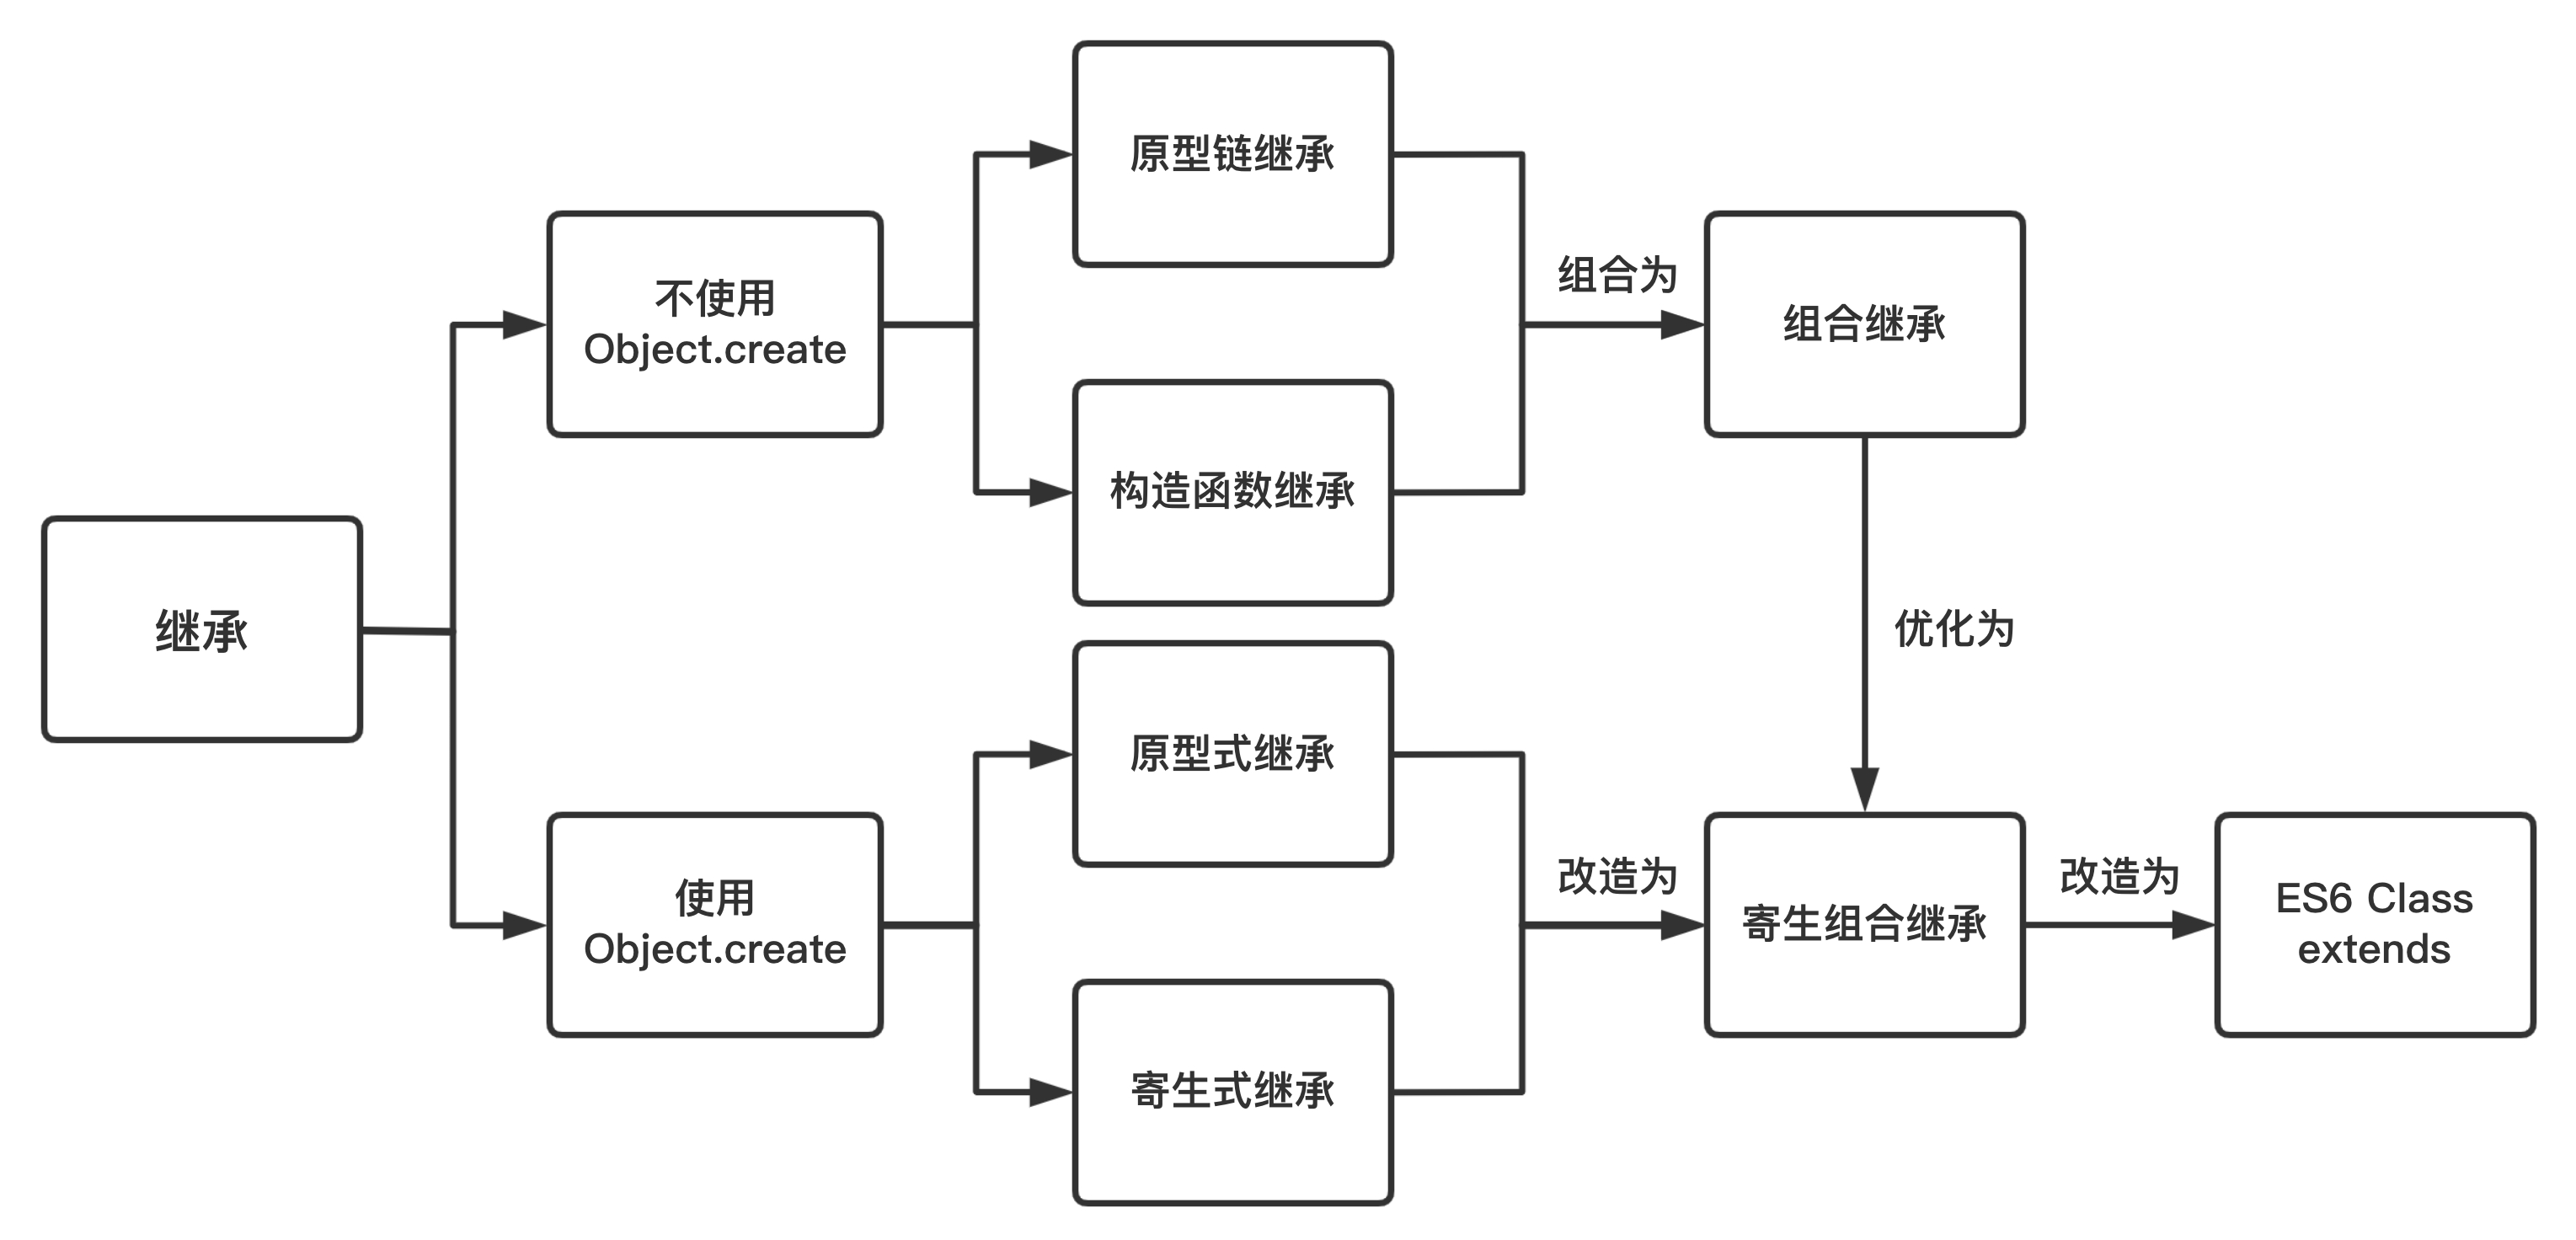 继承
不使用
Object.create
使用
Object.create
原型链继承
构造函数继承
原型式继承
寄生式继承
组合为
组合继承
优化为
改造为
寄生组合继承
改造为
ES6 Class
extends